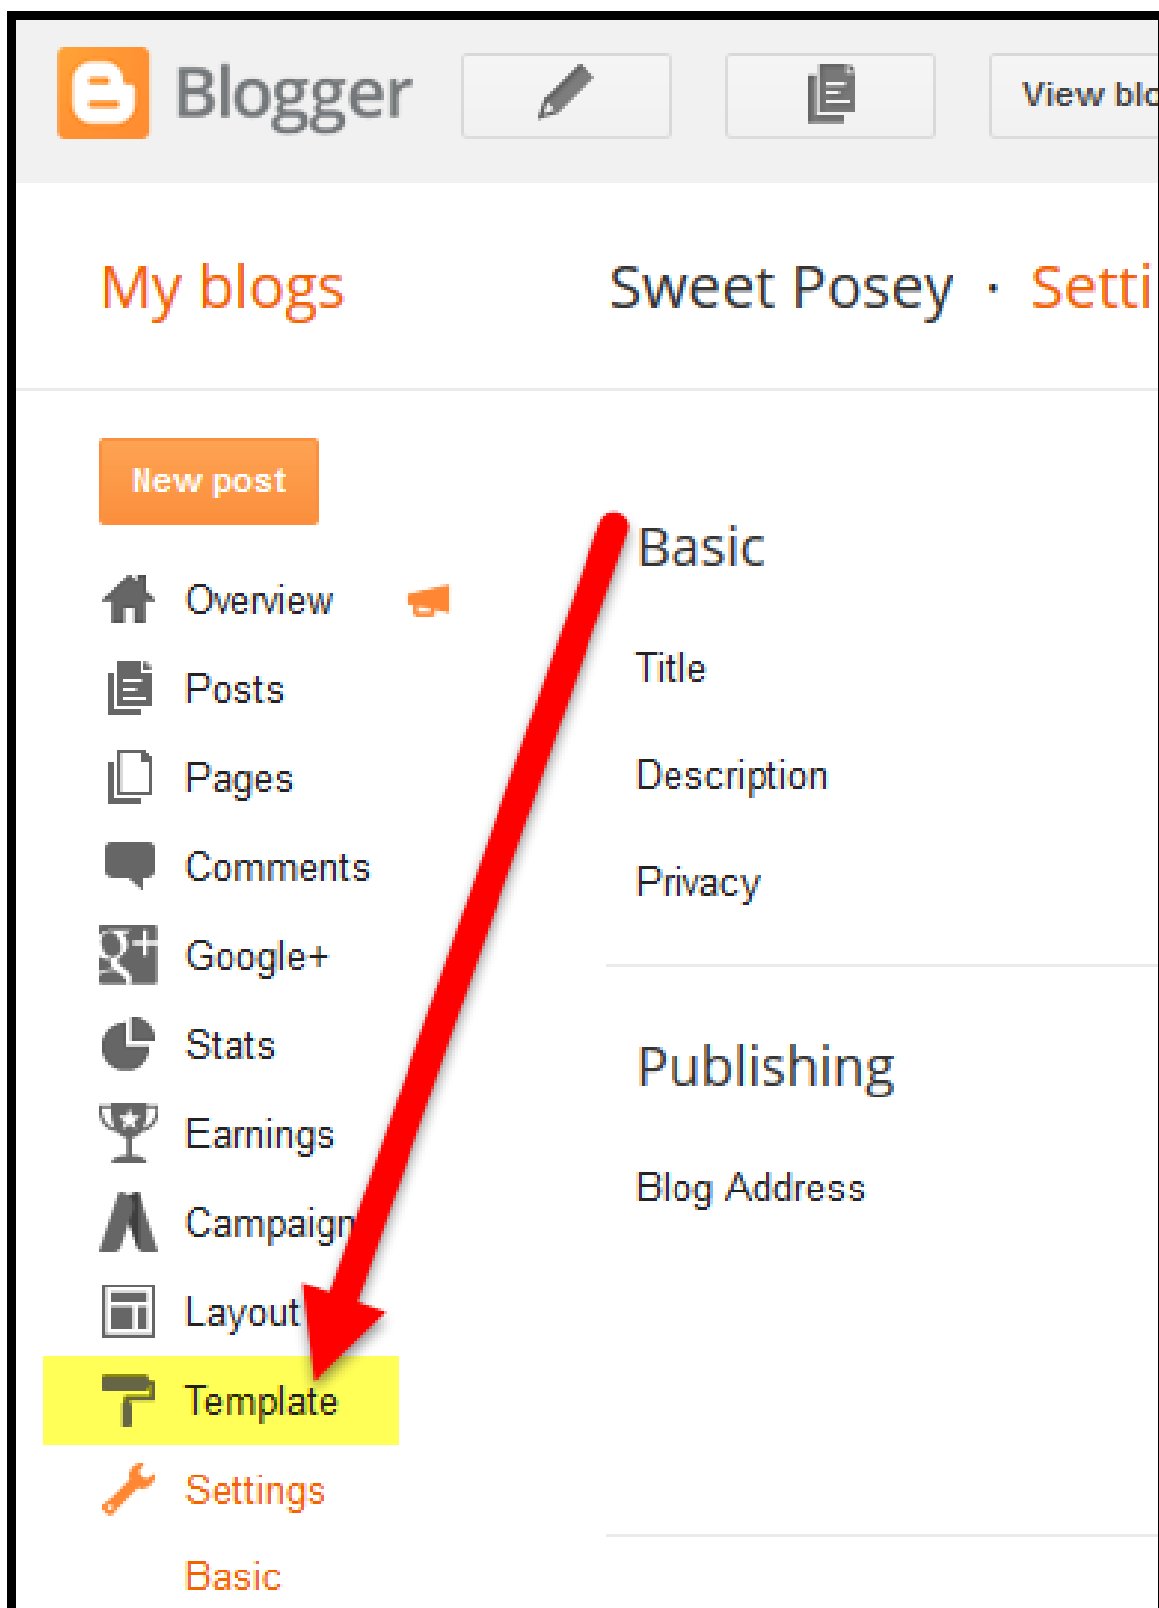 Blogger
View blo
My blogs
Sweet Posey · Setti
New post
Overview
Posts
Pages
Comments
Google+
Stats
Earnings
Campaign
Layout
Template
Settings
Basic
Basic
Title
Description
Privacy
Publishing
Blog Address